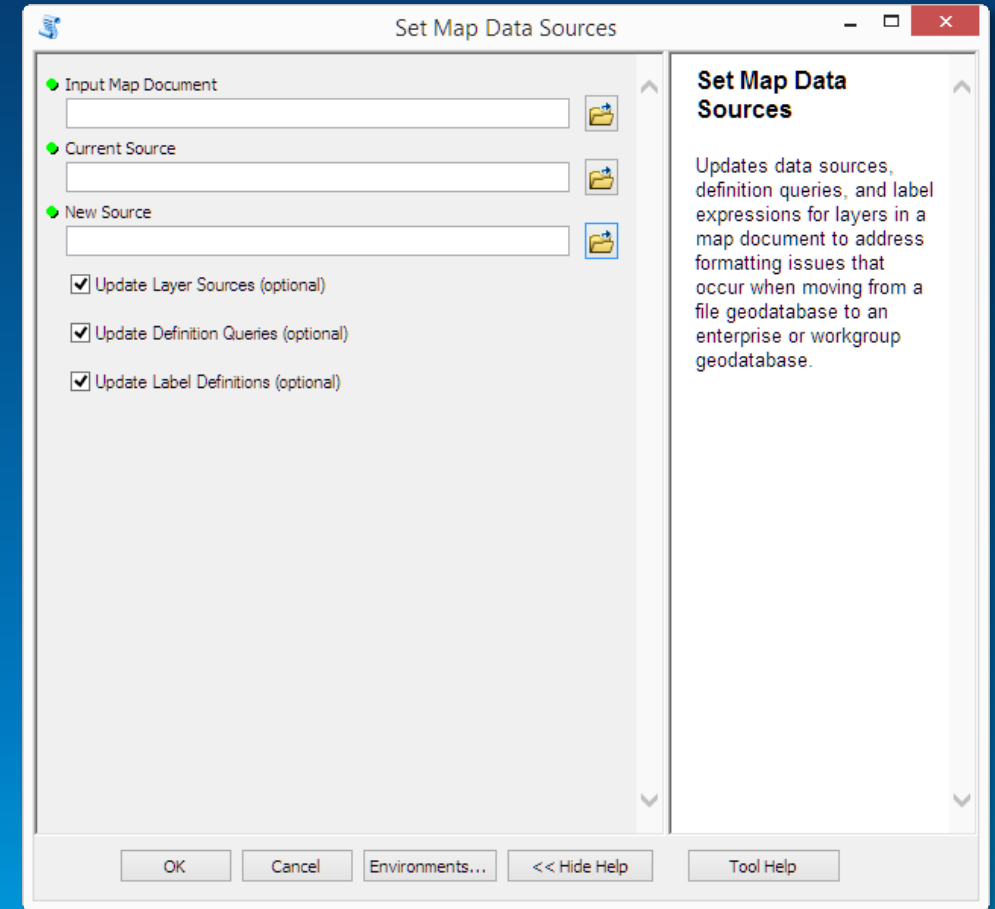 Set Map Data Sources
Input Map Document
Current Source
New Source
Update Layer Sources (optional)
Update Definition Queries (optional)
Update Label Definitions (optional)
Set Map Data
Sources
Updates data sources,
definition queries, and label
expressions for layers in a
map document to address
formatting issues that
occur when moving from a
file geodatabase to an
enterprise or workgroup
geodatabase.
OK
Cancel
Environments...
<< Hide Help
Tool Help